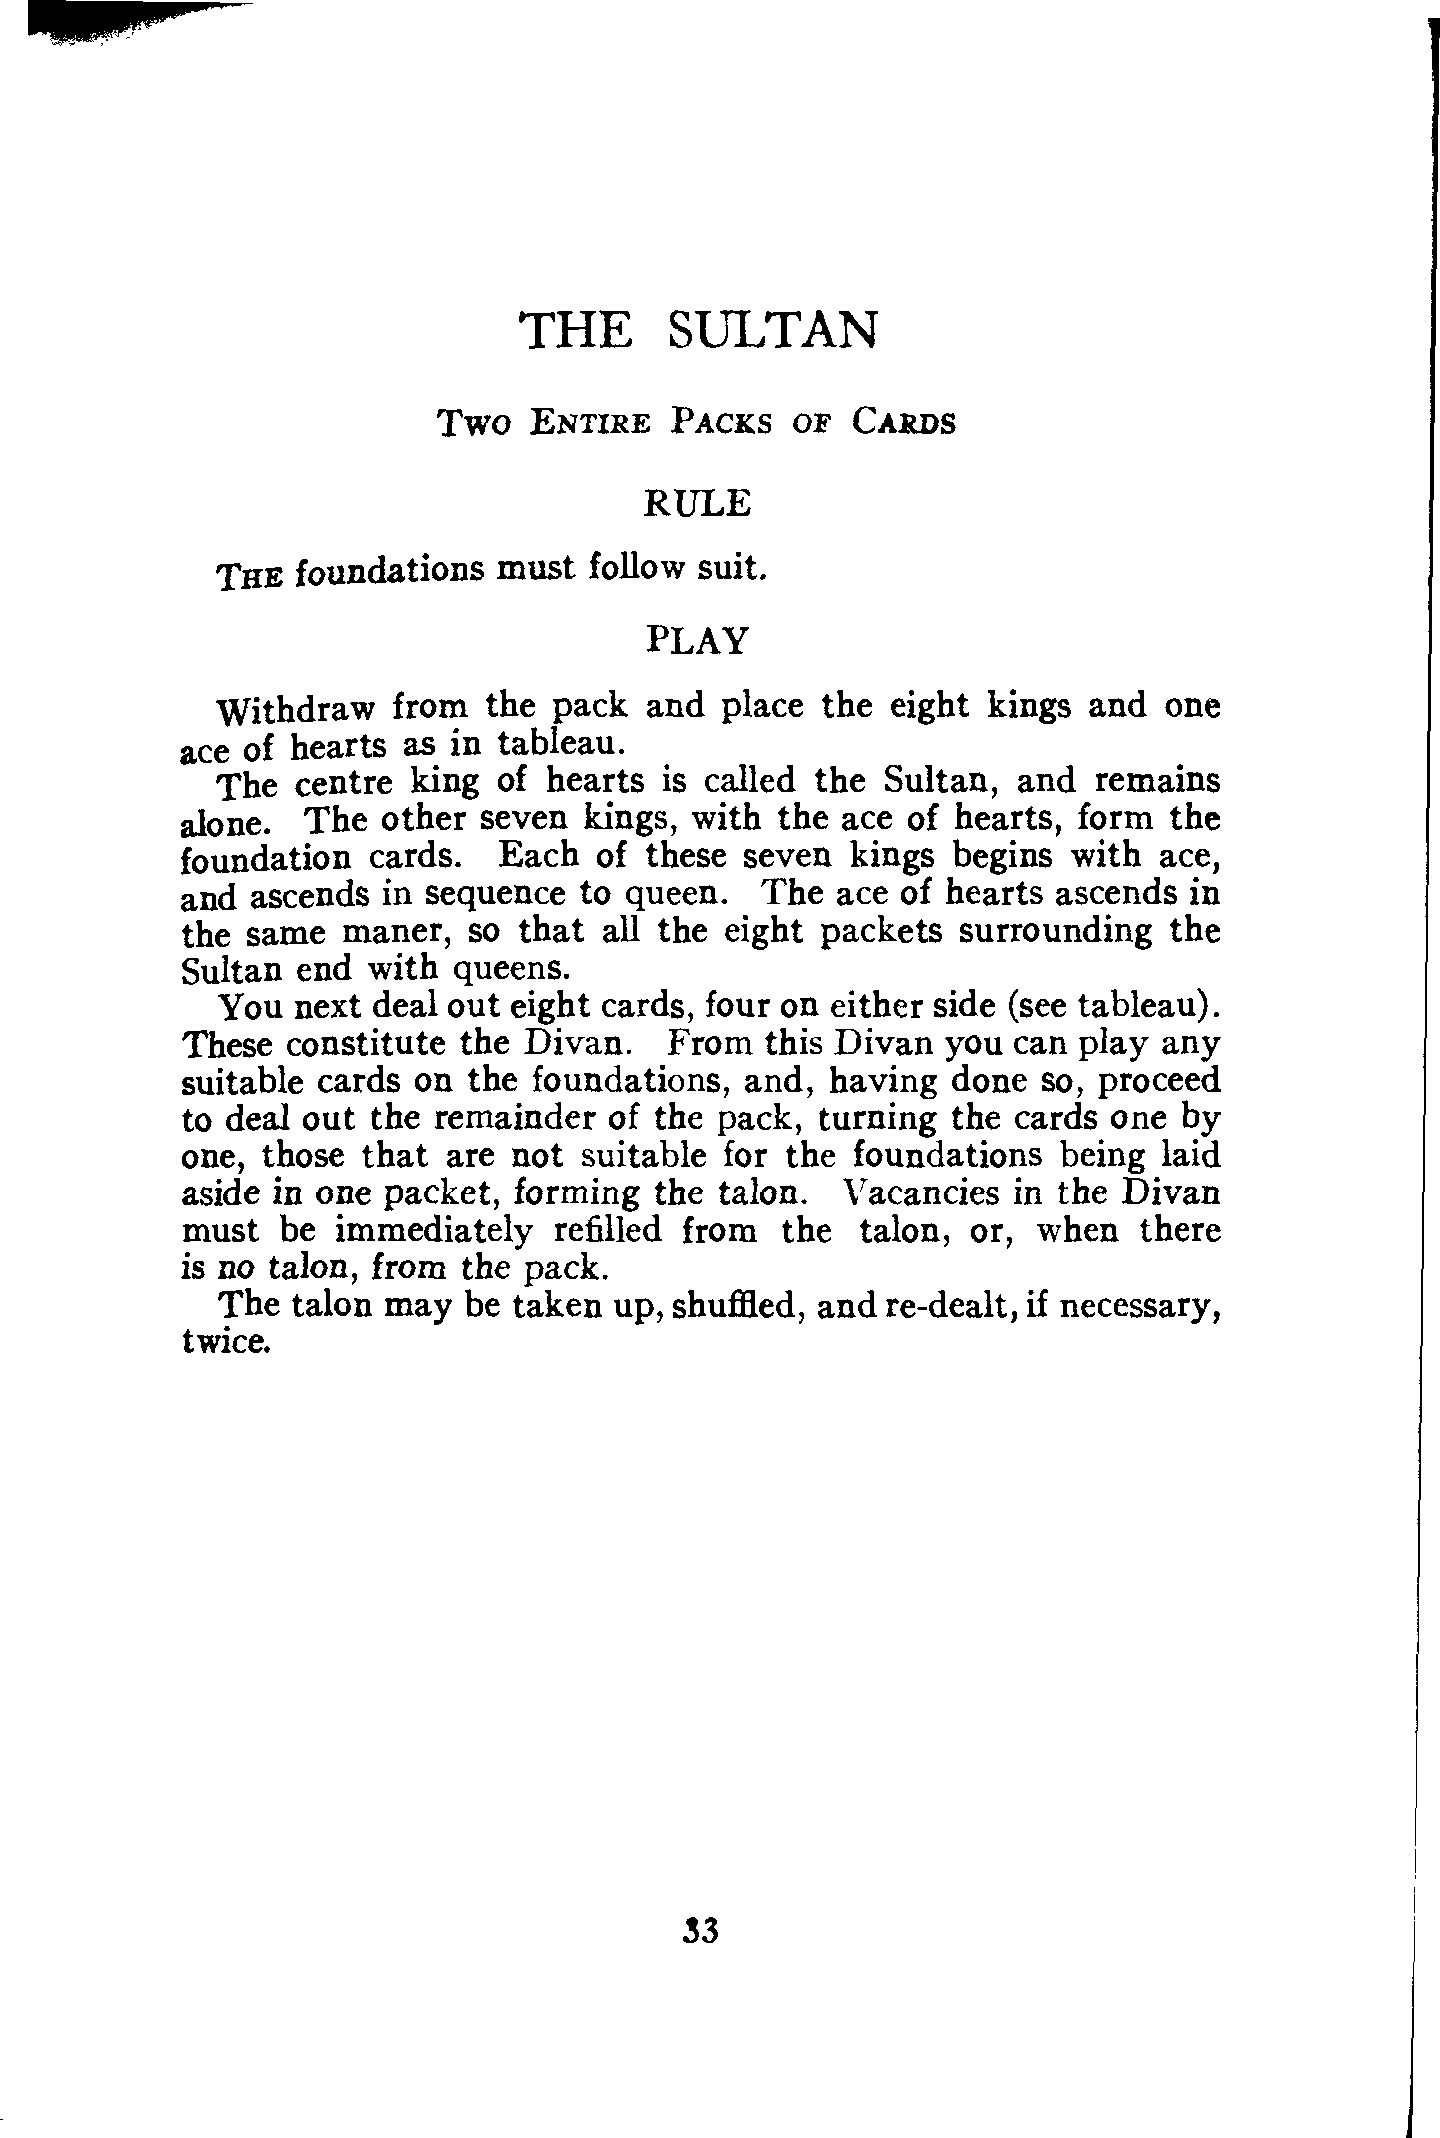 THE SULTAN
TWO ENTIRE PACKS OF CARDS
RULE
THE foundations must follow suit.
PLAY
Withdraw from the pack and place the eight kings and one
ace of hearts as in tableau.
The centre king of hearts is called the Sultan, and remains
alone. The other seven kings, with the ace of hearts, form the
foundation cards. Each of these seven kings begins with ace,
and ascends in sequence to queen. The ace of hearts ascends in
the same maner, so that all the eight packets surrounding the
Sultan end with queens.
You next deal out eight cards, four on either side (see tableau).
These constitute the Divan. From this Divan you can play any
suitable cards on the foundations, and, having done so, proceed
to deal out the remainder of the pack, turning the cards one by
one, those that are not suitable for the foundations being laid
aside in one packet, forming the talon. Vacancies in the Divan
must be immediately refilled from the talon, or, when there
is no talon, from the pack.
The talon may be taken up, shuffled, and re-dealt, if necessary,
twice.
33